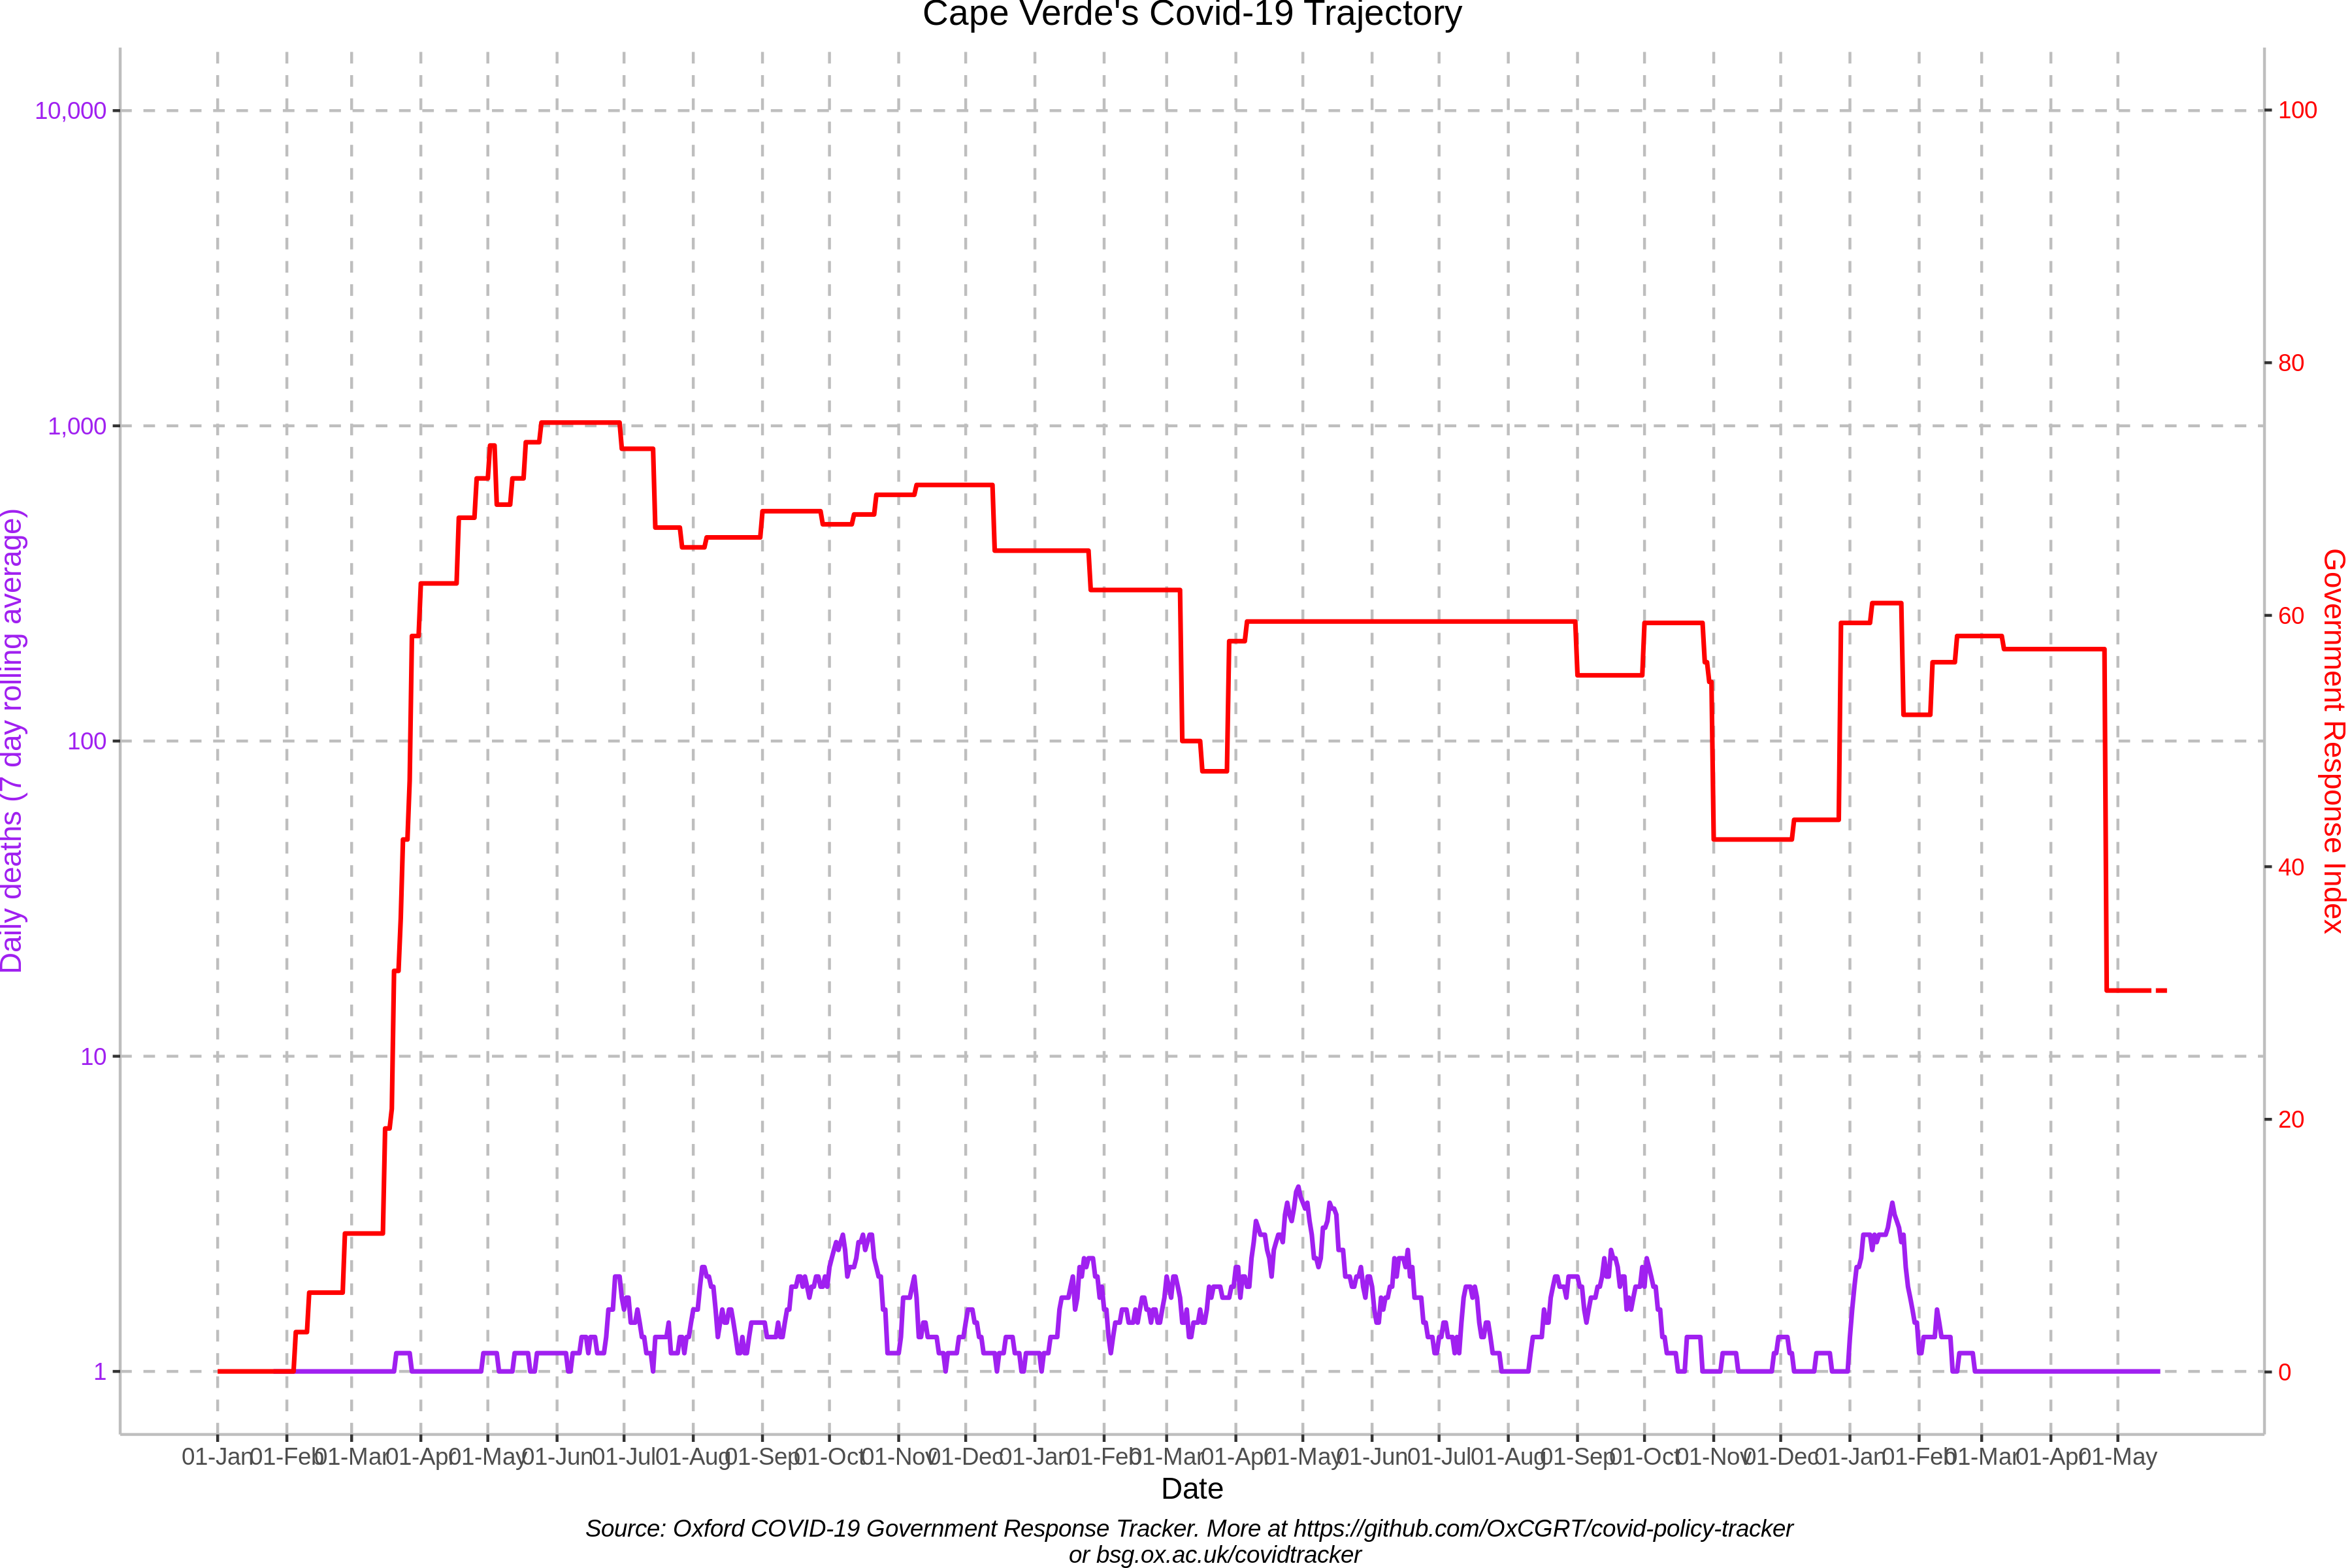 Cape Verde's Covid-19 Trajectory
10,000
1,000
100
10
1
Daily deaths (7 day rolling average)
100
80
60
40
20
0
Government Response Index
01-Jan 01-Feb 01-Mar 01-Apr 01-May 01-Jun 01-Jul 01-Aug 01-Sep 01-Oct 01-Nov 01-Dec 01-Jan 01-Feb 01-Mar 01-Apr 01-May 01-Jun 01-Jul 01-Aug 01-Sep 01-Oct 01-Nov 01-Dec 01-Jan 01-Feb 01-Mar 01-Apr 01-May
Date
Source: Oxford COVID-19 Government Response Tracker. More at https://github.com/OxCGRT/covid-policy-tracker
or bsg.ox.ac.uk/covidtracker